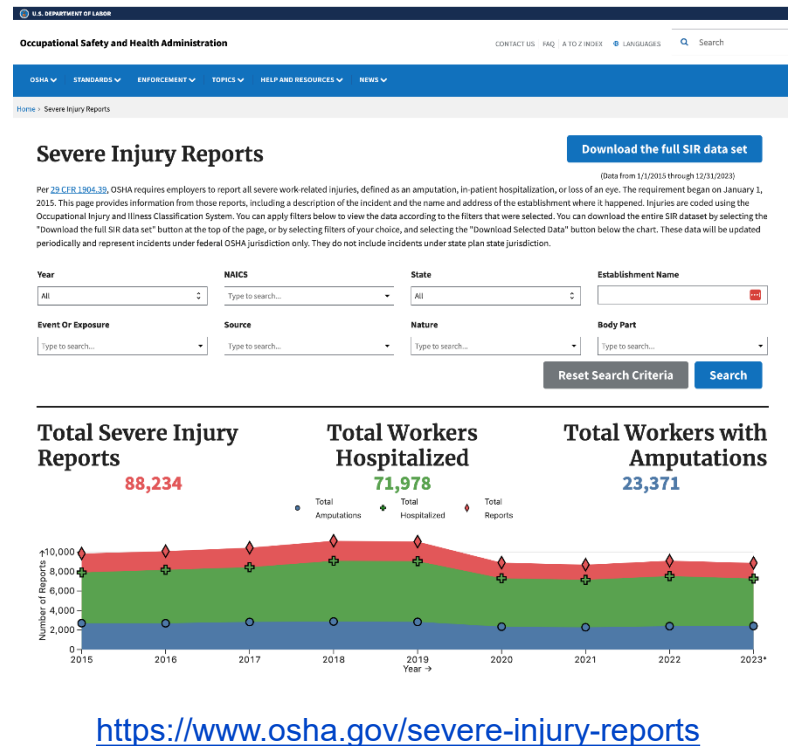 U.S. DEPARTMENT OF LABOR
Occupational Safety and Health Administration
CONTACT US FAQ A TO Z INDEX LANGUAGES Search
OSHA STANDARDS ENFORCEMENT TOPICS HELP AND RESOURCES NEWS
Home › Severe Injury Reports
Severe Injury Reports
Download the full SIR data set
(Data from 1/1/2015 through 12/31/2023)
Per 29 CFR 1904.39, OSHA requires employers to report all severe work-related injuries, defined as an amputation, in-patient hospitalization, or loss of an eye. The requirement began on January 1,
2015. This page provides information from those reports, including a description of the incident and the name and address of the establishment where it happened. Injuries are coded using the
Occupational Injury and Illness Classification System. You can apply filters below to view the data according to the filters that were selected. You can download the entire SIR dataset by selecting the
"Download the full SIR data set" button at the top of the page, or by selecting filters of your choice, and selecting the "Download Selected Data" button below the chart. These data will be updated
periodically and represent incidents under federal OSHA jurisdiction only. They do not include incidents under state plan state jurisdiction.
Year NAICS State Establishment Name
All Type to search... All
Event Or Exposure Source Nature Body Part
Type to search... Type to search... Type to search... Type to search...
Reset Search Criteria Search
Total Severe Injury Reports
88,234
Total Workers Hospitalized
71,978
Total Workers with Amputations
23,371
Total Amputations
Total Hospitalized
Total Reports
↑ Number of Reports
10,000
8,000
6,000
4,000
2,000
0
2015 2016 2017 2018 2019 2020 2021 2022 2023*
Year →
https://www.osha.gov/severe-injury-reports